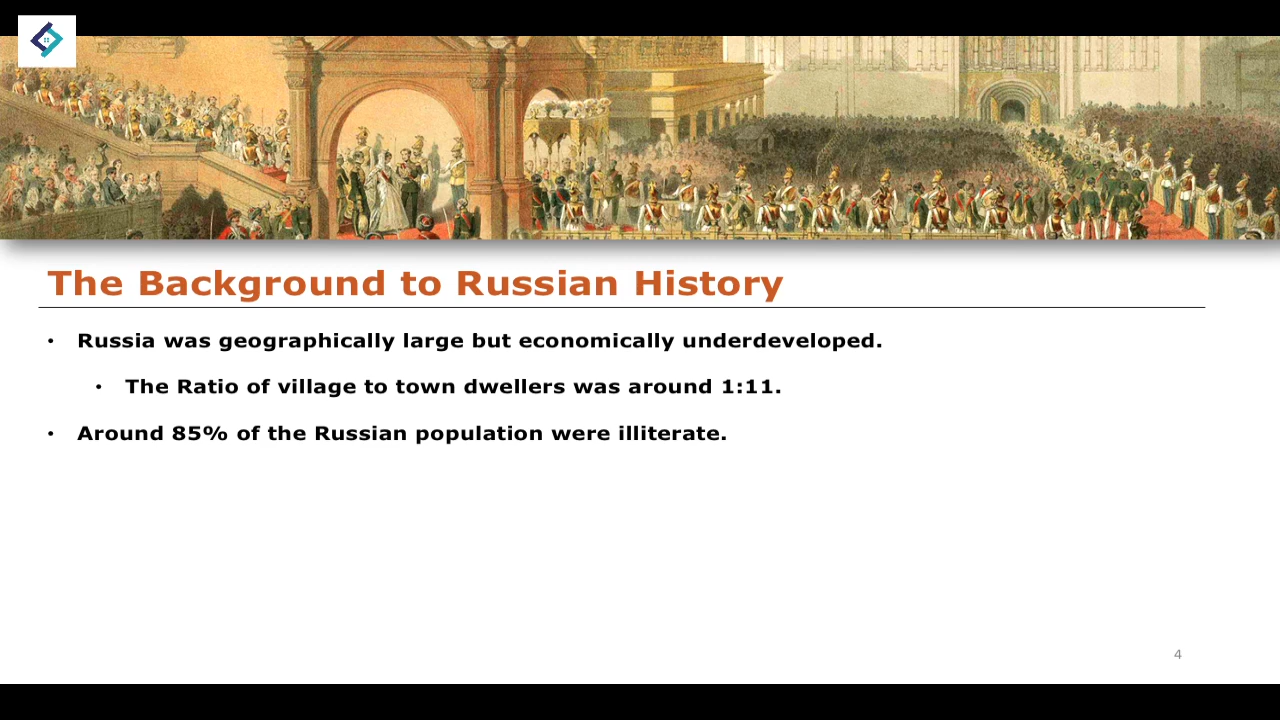 The Background to Russian History
• Russia was geographically large but economically underdeveloped.
• The Ratio of village to town dwellers was around 1:11.
• Around 85% of the Russian population were illiterate.
4